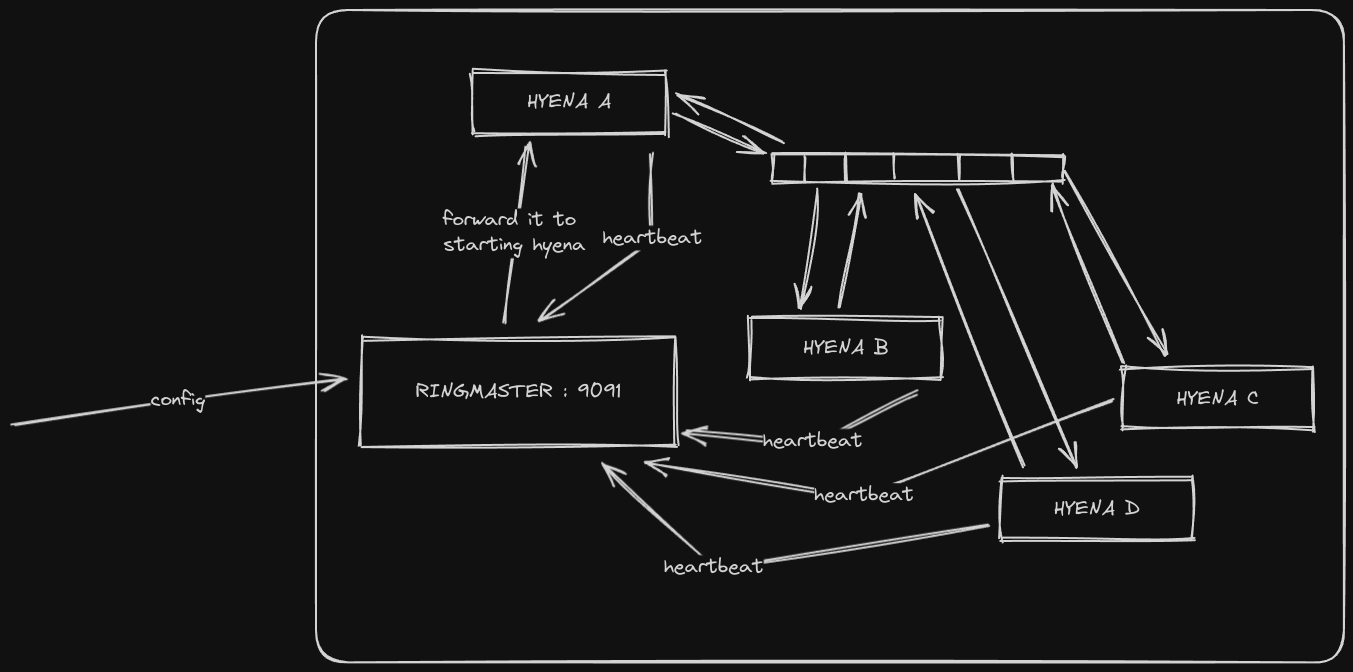 HYENA A
forward it to
starting hyena
heartbeat
HYENA B
RINGMASTER : 9091
config
HYENA C
heartbeat
heartbeat
HYENA D
heartbeat